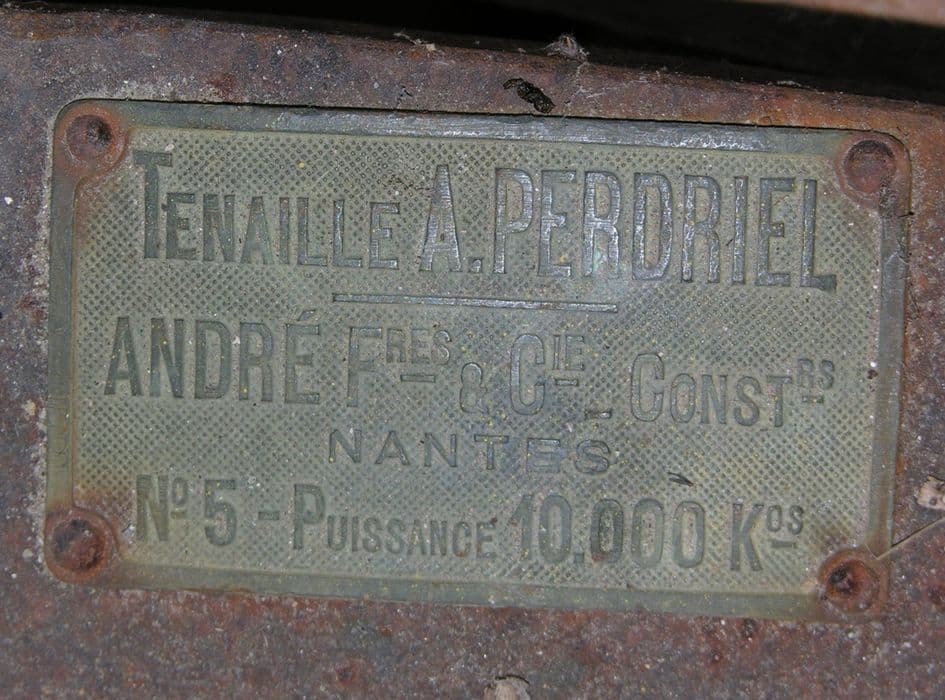 TENAILLE A. PERDRIEL
ANDRÉ FRES & CIE - CONSTRS
NANTES
No 5 - PUISSANCE 10.000 KOS